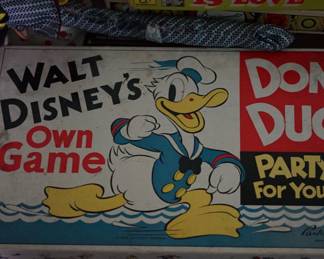 WALT
DISNEY'S
Own
Game
DON
DUC
PARTY
For You